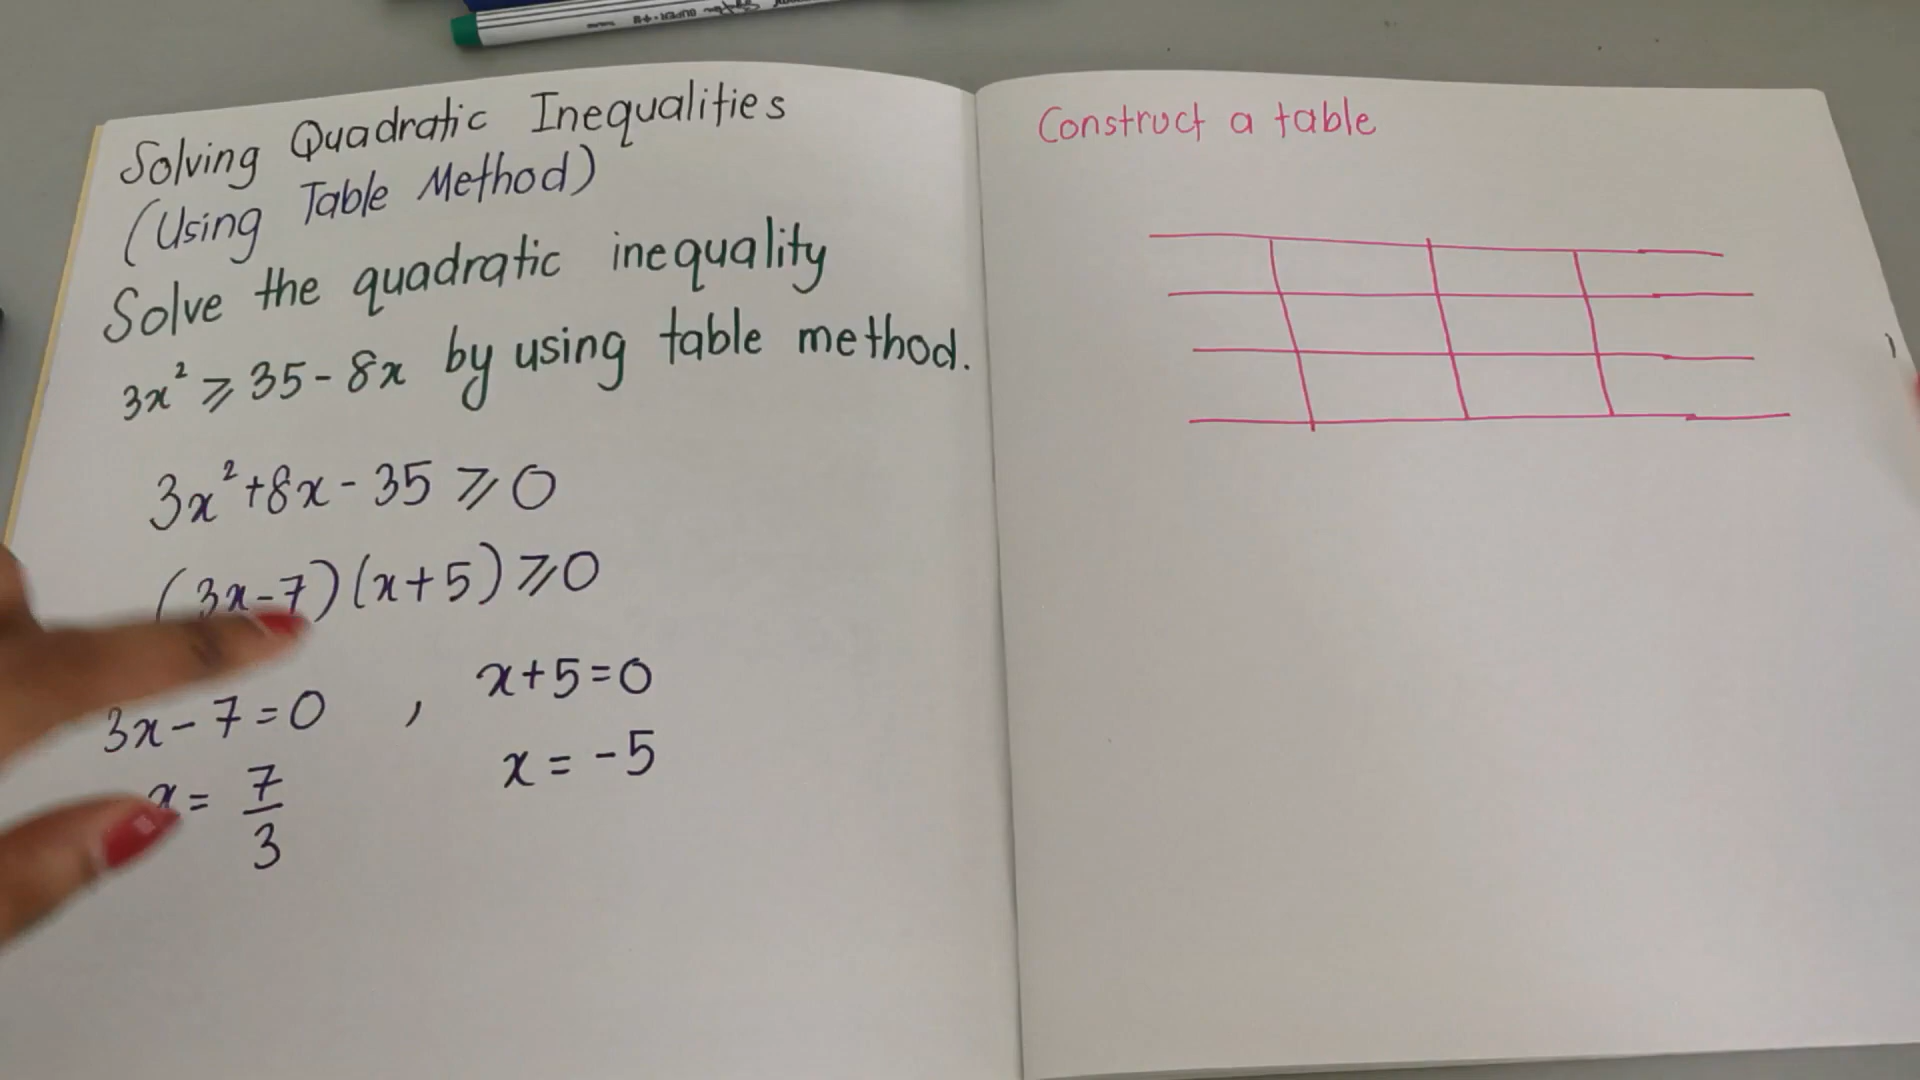 Solving Quadratic Inequalities
(Using Table Method)
Solve the quadratic inequality
3x² ⩾ 35 - 8x by using table method.
3x² + 8x - 35 ⩾ 0
(3x - 7)(x + 5) ⩾ 0
3x - 7 = 0 , x + 5 = 0
x = 7/3 x = -5
Construct a table